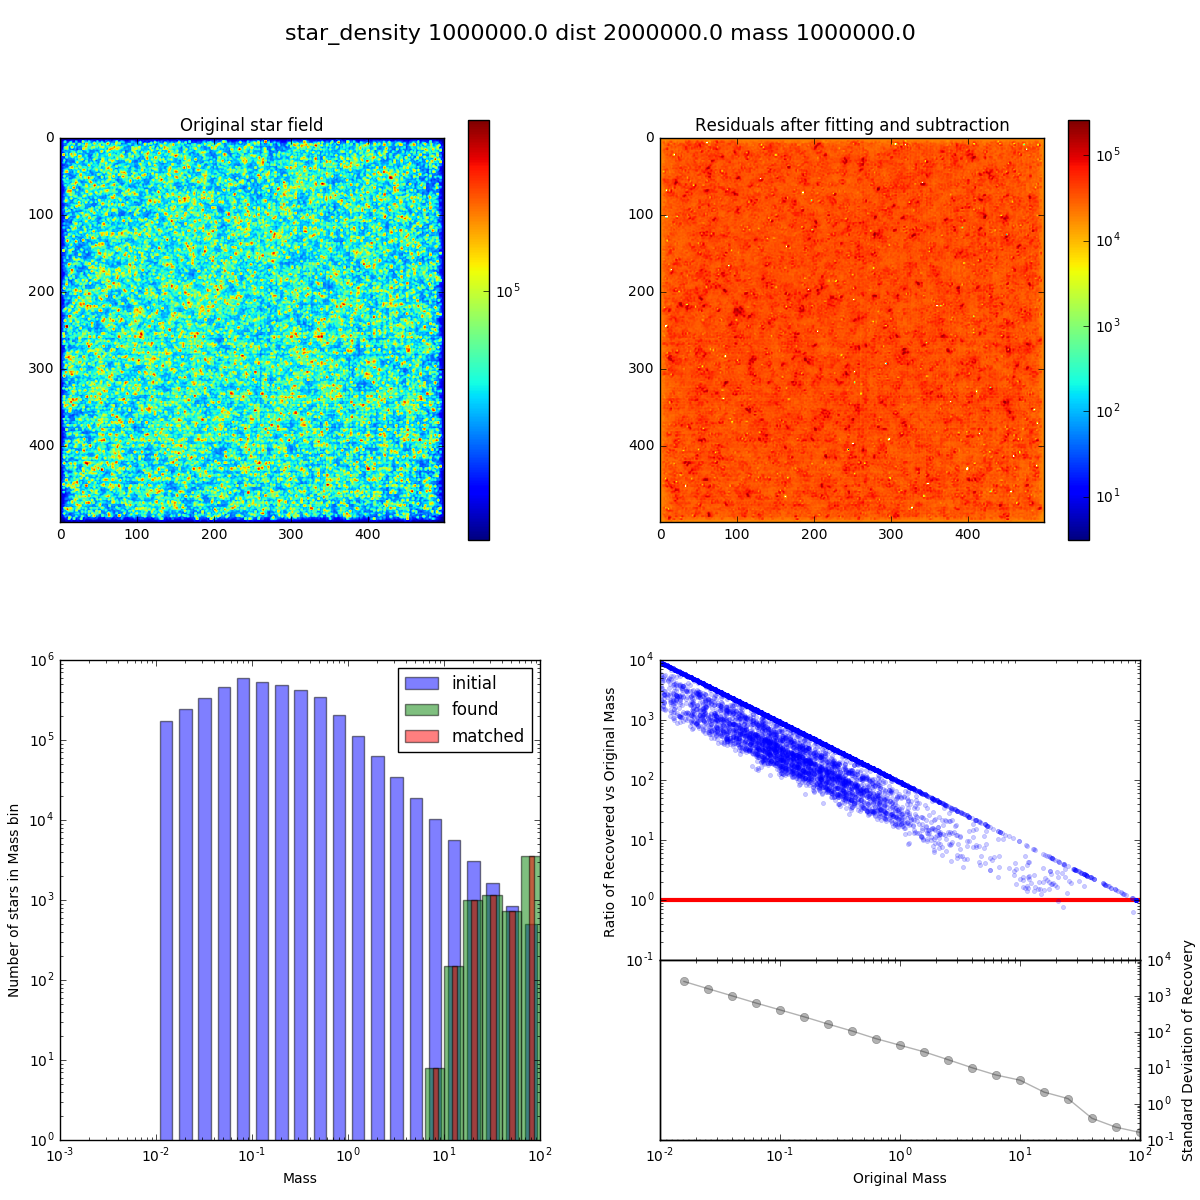 star_density 1000000.0 dist 2000000.0 mass 1000000.0
Original star field
0
100
200
300
400
0 100 200 300 400
10^5
Residuals after fitting and subtraction
0
100
200
300
400
0 100 200 300 400
10^5
10^4
10^3
10^2
10^1
Number of stars in Mass bin
10^6
10^5
10^4
10^3
10^2
10^1
10^0
10^-3 10^-2 10^-1 10^0 10^1 10^2
Mass
initial
found
matched
Ratio of Recovered vs Original Mass
10^4
10^3
10^2
10^1
10^0
10^-1
10^4
10^3
10^2
10^1
10^0
10^-1
Standard Deviation of Recovery
10^-2 10^-1 10^0 10^1 10^2
Original Mass